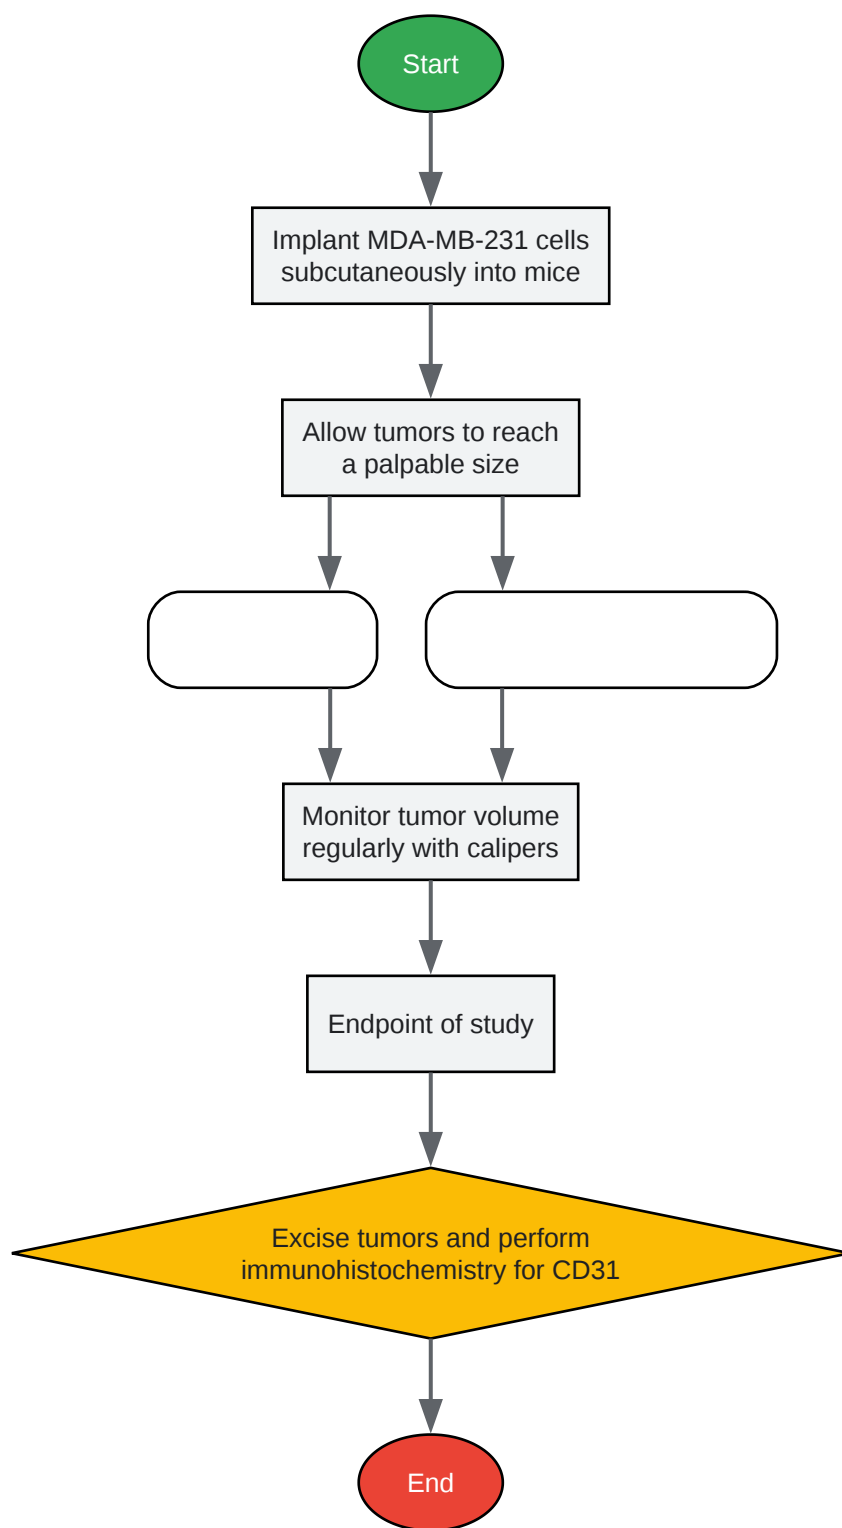 Start
Implant MDA-MB-231 cells
subcutaneously into mice
Allow tumors to reach
a palpable size
Monitor tumor volume
regularly with calipers
Endpoint of study
Excise tumors and perform
immunohistochemistry for CD31
End